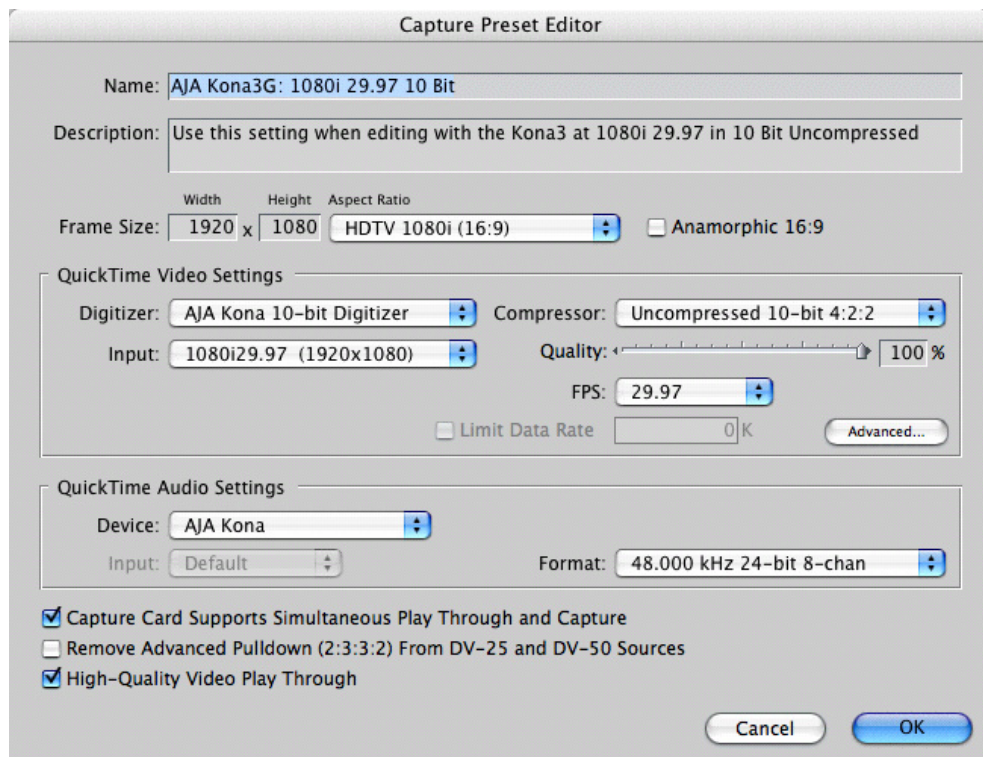 Capture Preset Editor
Name: AJA Kona3G: 1080i 29.97 10 Bit
Description: Use this setting when editing with the Kona3 at 1080i 29.97 in 10 Bit Uncompressed
Width Height Aspect Ratio
Frame Size: 1920 x 1080 HDTV 1080i (16:9) Anamorphic 16:9
QuickTime Video Settings
Digitizer: AJA Kona 10-bit Digitizer Compressor: Uncompressed 10-bit 4:2:2
Input: 1080i29.97 (1920x1080) Quality: 100 %
FPS: 29.97
Limit Data Rate 0 K Advanced...
QuickTime Audio Settings
Device: AJA Kona
Input: Default Format: 48.000 kHz 24-bit 8-chan
Capture Card Supports Simultaneous Play Through and Capture
Remove Advanced Pulldown (2:3:3:2) From DV-25 and DV-50 Sources
High-Quality Video Play Through
Cancel OK